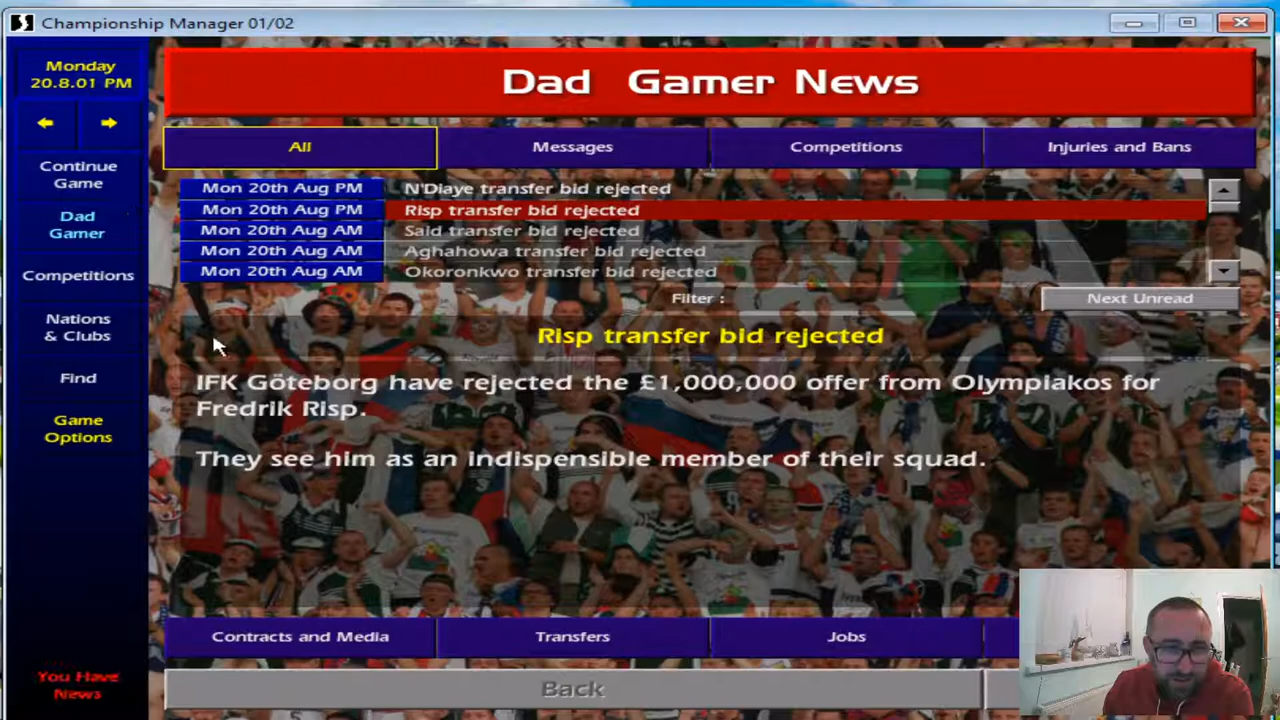 Championship Manager 01/02
Monday
20.8.01 PM
Dad Gamer News
All
Messages
Competitions
Injuries and Bans
Continue
Game
Dad
Gamer
Competitions
Nations
& Clubs
Find
Game
Options
You Have
News
Mon 20th Aug PM N'Diaye transfer bid rejected
Mon 20th Aug PM Risp transfer bid rejected
Mon 20th Aug AM Said transfer bid rejected
Mon 20th Aug AM Aghahowa transfer bid rejected
Mon 20th Aug AM Okoronkwo transfer bid rejected
Filter :
Next Unread
Risp transfer bid rejected
IFK Göteborg have rejected the £1,000,000 offer from Olympiakos for
Fredrik Risp.
They see him as an indispensible member of their squad.
Contracts and Media
Transfers
Jobs
Back